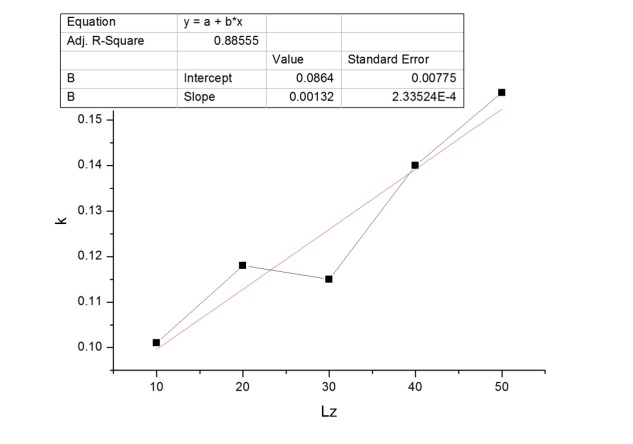 Equation y = a + b*x
Adj. R-Square 0.88555
Value Standard Error
B Intercept 0.0864 0.00775
B Slope 0.00132 2.33524E-4
0.15
0.14
0.13
k
0.12
0.11
0.10
10 20 30 40 50
Lz